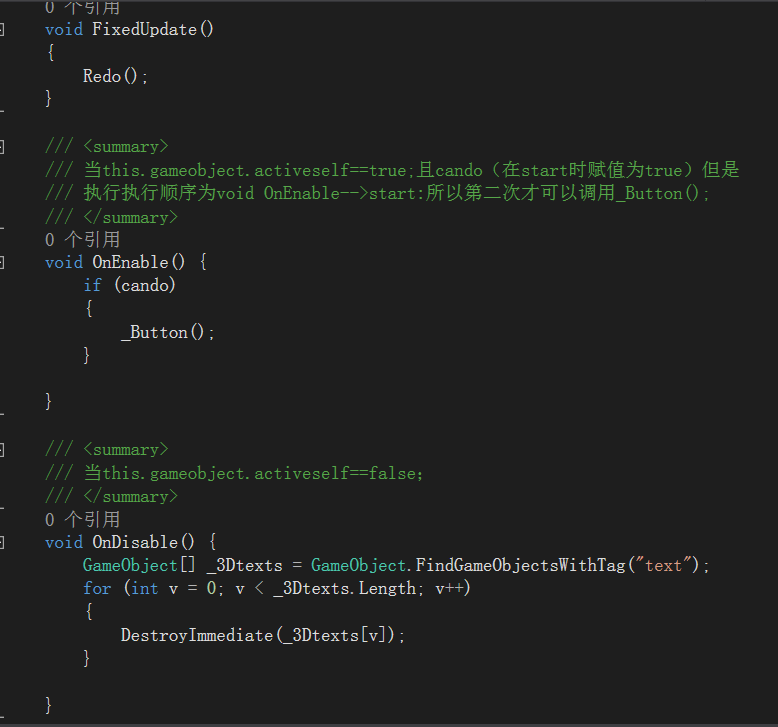 0 个引用
void FixedUpdate()
{
Redo();
}
/// <summary>
/// 当this.gameobject.activeself==true;且cando（在start时赋值为true）但是
/// 执行执行顺序为void OnEnable-->start:所以第二次才可以调用_Button();
/// </summary>
0 个引用
void OnEnable() {
if (cando)
{
_Button();
}
}
/// <summary>
/// 当this.gameobject.activeself==false;
/// </summary>
0 个引用
void OnDisable() {
GameObject[] _3Dtexts = GameObject.FindGameObjectsWithTag("text");
for (int v = 0; v < _3Dtexts.Length; v++)
{
DestroyImmediate(_3Dtexts[v]);
}
}